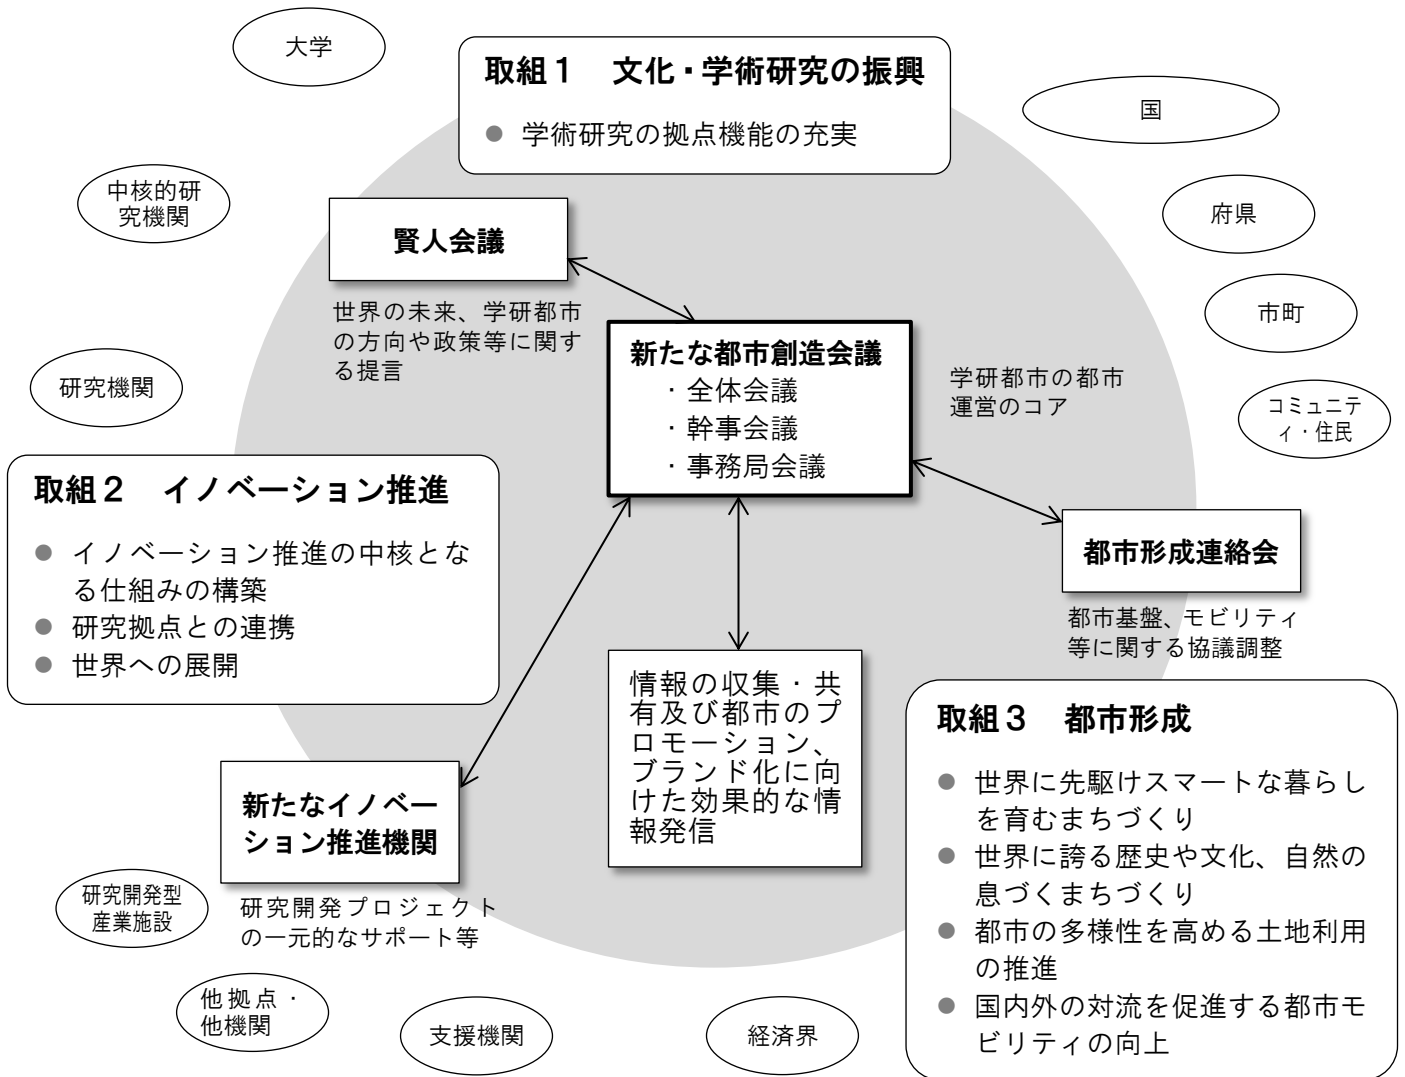 大学
取組１　文化・学術研究の振興
● 学術研究の拠点機能の充実
国
中核的研
究機関
府県
賢人会議
世界の未来、学研都市
の方向や政策等に関す
る提言
市町
新たな都市創造会議
・全体会議
・幹事会議
・事務局会議
学研都市の都市
運営のコア
研究機関
コミュニテ
ィ・住民
取組２　イノベーション推進
● イノベーション推進の中核とな
る仕組みの構築
● 研究拠点との連携
● 世界への展開
都市形成連絡会
都市基盤、モビリティ
等に関する協議調整
情報の収集・共
有及び都市のプ
ロモーション、
ブランド化に向
けた効果的な情
報発信
取組３　都市形成
● 世界に先駆けスマートな暮らし
を育むまちづくり
● 世界に誇る歴史や文化、自然の
息づくまちづくり
● 都市の多様性を高める土地利用
の推進
● 国内外の対流を促進する都市モ
ビリティの向上
新たなイノベー
ション推進機関
研究開発プロジェクト
の一元的なサポート等
研究開発型
産業施設
他拠点・
他機関
支援機関
経済界